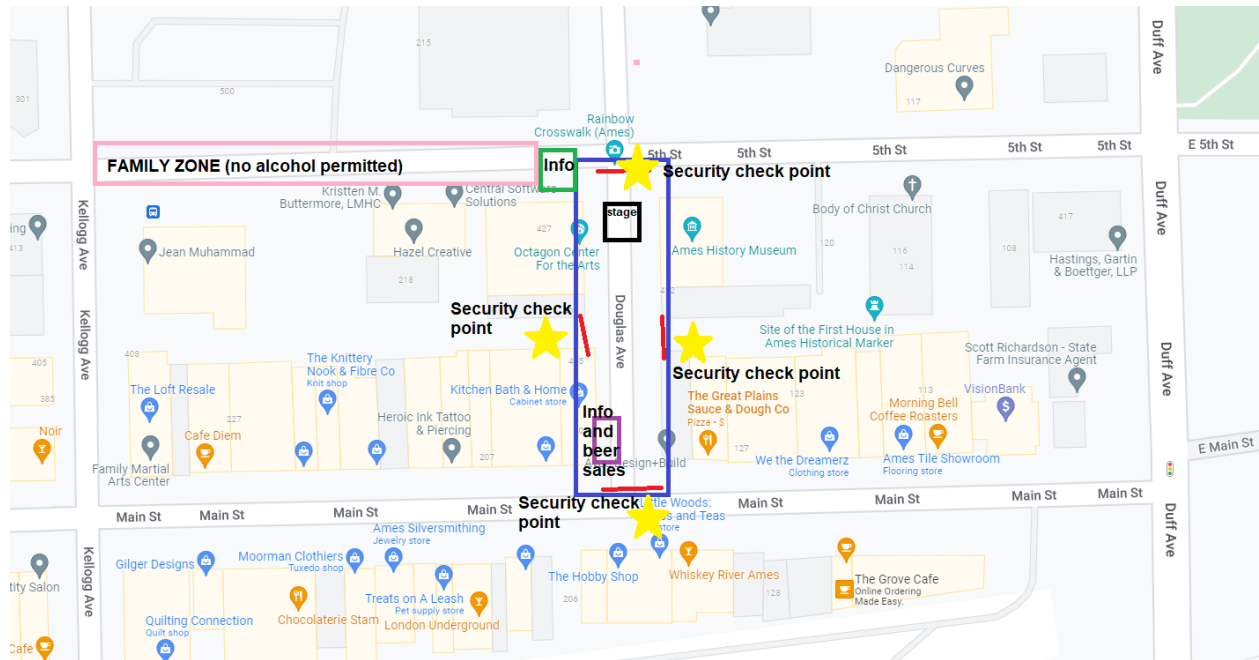 215
Duff Ave
Dangerous Curves
117
301
500
Rainbow
Crosswalk (Ames)
5th St
5th St
5th St
5th St
5th St
E 5th St
FAMILY ZONE (no alcohol permitted)
Info
Security check point
Kristten M.
Buttermore, LMHC
Central Software
Solutions
Body of Christ Church
Kellogg Ave
Duff Ave
stage
417
427
413
Jean Muhammad
Hazel Creative
Octagon Center
For the Arts
Ames History Museum
120
116
114
108
Hastings, Gartin
& Boettger, LLP
218
Security check
point
Douglas Ave
Kellogg Ave
Site of the First House in
Ames Historical Marker
Scott Richardson - State
Farm Insurance Agent
Duff Ave
408
405
385
The Knittery
Nook & Fibre Co
Knit shop
Security check point
The Loft Resale
Kitchen Bath & Home
Cabinet store
The Great Plains
Sauce & Dough Co
Pizza • $
123
113
VisionBank
Morning Bell
Coffee Roasters
227
Heroic Ink Tattoo
& Piercing
Info
and
beer
sales
Noir
Cafe Diem
207
127
Family Martial
Arts Center
We the Dreamerz
Clothing store
Ames Tile Showroom
Flooring store
E Main St
Main St
Main St
Main St
Main St
Main St
Main St
Main St
Main St
Security check
point
Little Woods:
and Teas
store
Duff Ave
Kellogg Ave
Ames Silversmithing
Jewelry store
Gilger Designs
Moorman Clothiers
Tuxedo shop
The Hobby Shop
Whiskey River Ames
The Grove Cafe
Online Ordering
Made Easy.
Treats on A Leash
Pet supply store
206
128
Quilting Connection
Quilt shop
Chocolaterie Stam
London Underground
Salon
Cafe